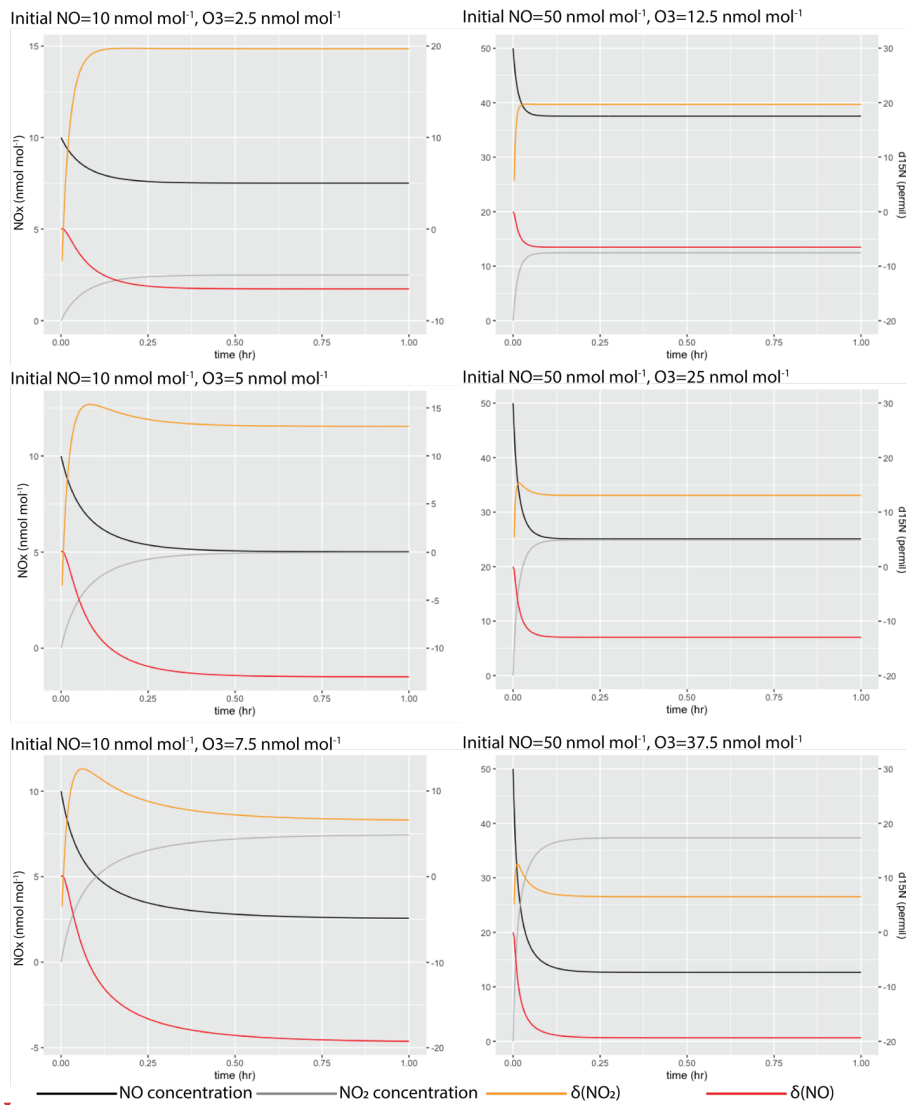 Initial NO=10 nmol mol⁻¹, O3=2.5 nmol mol⁻¹
15
10
5
0
20
10
0
-10
NOx (nmol mol⁻¹)
0.00 0.25 0.50 0.75 1.00
time (hr)
Initial NO=50 nmol mol⁻¹, O3=12.5 nmol mol⁻¹
50
40
30
20
10
0
30
20
10
0
-10
-20
d15N (permil)
0.00 0.25 0.50 0.75 1.00
time (hr)
Initial NO=10 nmol mol⁻¹, O3=5 nmol mol⁻¹
10
5
0
15
10
5
0
-5
-10
NOx (nmol mol⁻¹)
0.00 0.25 0.50 0.75 1.00
time (hr)
Initial NO=50 nmol mol⁻¹, O3=25 nmol mol⁻¹
50
40
30
20
10
0
30
20
10
0
-10
-20
d15N (permil)
0.00 0.25 0.50 0.75 1.00
time (hr)
Initial NO=10 nmol mol⁻¹, O3=7.5 nmol mol⁻¹
10
5
0
-5
10
0
-10
-20
NOx (nmol mol⁻¹)
0.00 0.25 0.50 0.75 1.00
time (hr)
Initial NO=50 nmol mol⁻¹, O3=37.5 nmol mol⁻¹
50
40
30
20
10
0
30
20
10
0
-10
-20
d15N (permil)
0.00 0.25 0.50 0.75 1.00
time (hr)
NO concentration NO₂ concentration δ(NO₂) δ(NO)